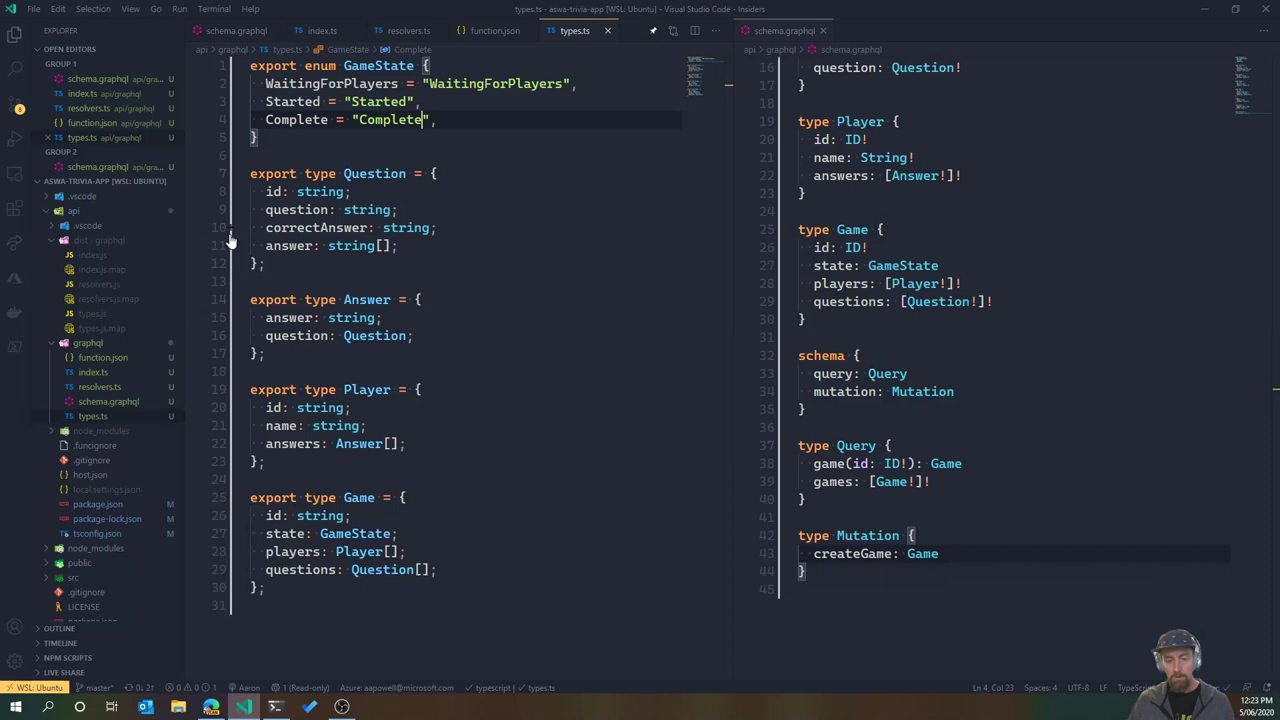 File Edit Selection View Go Run Terminal Help
types.ts - aswa-trivia-app [WSL: Ubuntu] - Visual Studio Code - Insiders
EXPLORER
OPEN EDITORS
GROUP 1
schema.graphql api/gra...
index.ts api/graphql U
resolvers.ts api/graphql U
function.json api/grap... U
types.ts api/graphql U
GROUP 2
schema.graphql api/gra...
ASWA-TRIVIA-APP [WSL: UBUNTU]
.vscode
api
.vscode
dist · graphql
index.js
index.js.map
resolvers.js
resolvers.js.map
types.js
types.js.map
graphql
function.json U
index.ts U
resolvers.ts U
schema.graphql U
types.ts U
node_modules
.funcignore
.gitignore
host.json
local.settings.json
package.json M
package-lock.json M
tsconfig.json M
node_modules
public
src
.gitignore
LICENSE
OUTLINE
TIMELINE
NPM SCRIPTS
LIVE SHARE
schema.graphql
index.ts
resolvers.ts
function.json
types.ts
api > graphql > types.ts > GameState > Complete
1 export enum GameState {
2 WaitingForPlayers = "WaitingForPlayers",
3 Started = "Started",
4 Complete = "Complete",
5 }
6
7 export type Question = {
8 id: string;
9 question: string;
10 correctAnswer: string;
11 answer: string[];
12 };
13
14 export type Answer = {
15 answer: string;
16 question: Question;
17 };
18
19 export type Player = {
20 id: string;
21 name: string;
22 answers: Answer[];
23 };
24
25 export type Game = {
26 id: string;
27 state: GameState;
28 players: Player[];
29 questions: Question[];
30 };
31
schema.graphql
api > graphql > schema.graphql
16 question: Question!
17 }
18
19 type Player {
20 id: ID!
21 name: String!
22 answers: [Answer!]!
23 }
24
25 type Game {
26 id: ID!
27 state: GameState
28 players: [Player!]!
29 questions: [Question!]!
30 }
31
32 schema {
33 query: Query
34 mutation: Mutation
35 }
36
37 type Query {
38 game(id: ID!): Game
39 games: [Game!]!
40 }
41
42 type Mutation {
43 createGame: Game
44 }
45
WSL: Ubuntu master* 0↓ 2↑ 0 0 1 Aaron 1 (Read-only) Azure: aapowell@microsoft.com typescript types.ts
Ln 4, Col 23 Spaces: 4 UTF-8 LF
12:23 PM
5/06/2020